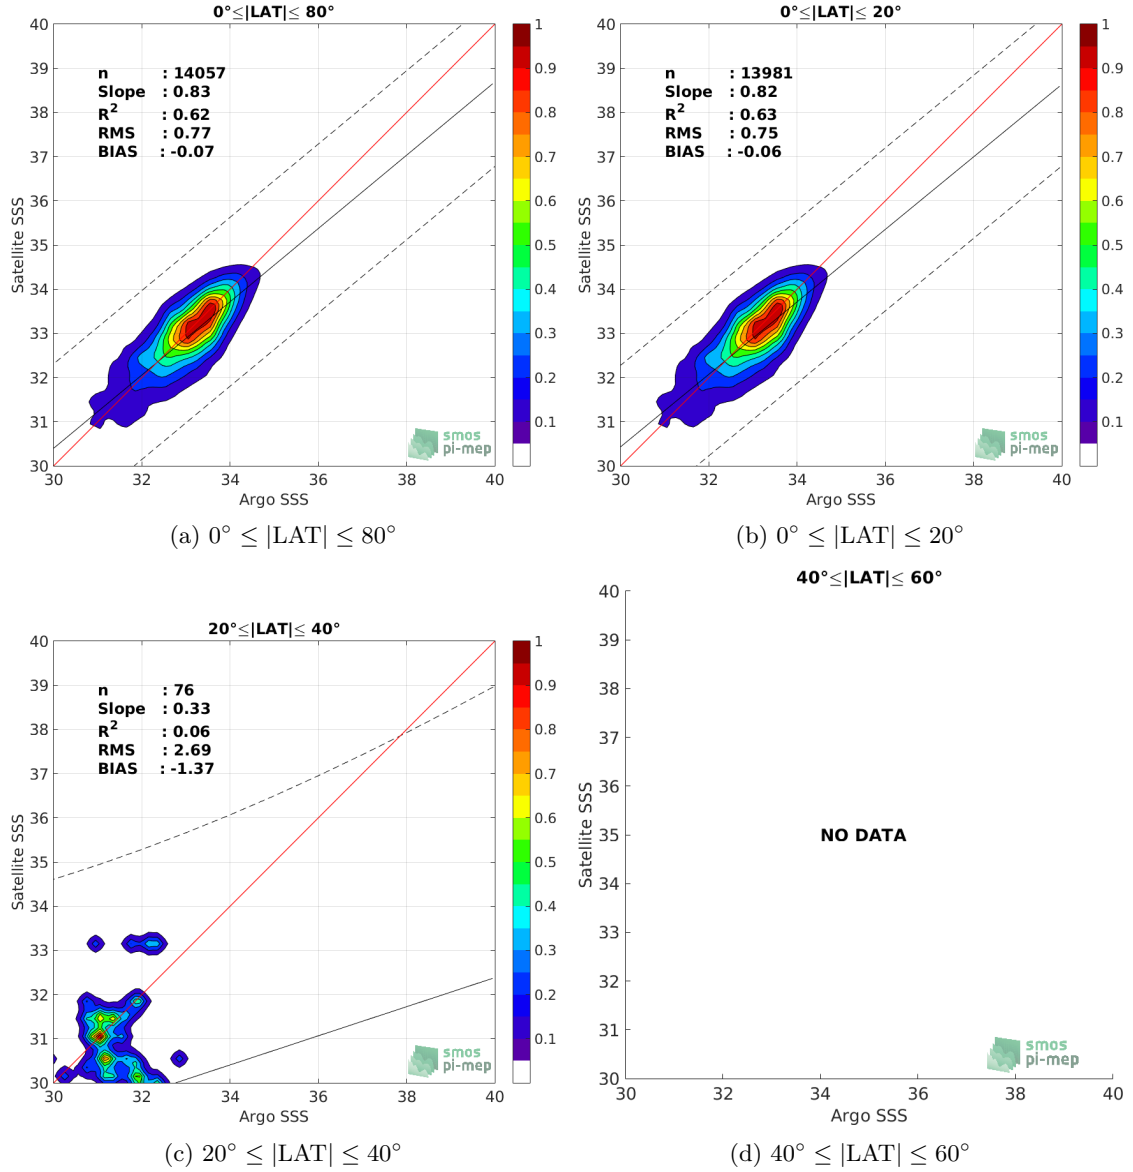 0°≤|LAT|≤ 80°
40
39
38
37
36
35
34
33
32
31
30
30
32
34
36
38
40
Satellite SSS
Argo SSS
n : 14057
Slope : 0.83
R² : 0.62
RMS : 0.77
BIAS : -0.07
smos
pi-mep
1
0.9
0.8
0.7
0.6
0.5
0.4
0.3
0.2
0.1
(a) 0° ≤ |LAT| ≤ 80°
0°≤|LAT|≤ 20°
40
39
38
37
36
35
34
33
32
31
30
30
32
34
36
38
40
Satellite SSS
Argo SSS
n : 13981
Slope : 0.82
R² : 0.63
RMS : 0.75
BIAS : -0.06
smos
pi-mep
1
0.9
0.8
0.7
0.6
0.5
0.4
0.3
0.2
0.1
(b) 0° ≤ |LAT| ≤ 20°
20°≤|LAT|≤ 40°
40
39
38
37
36
35
34
33
32
31
30
30
32
34
36
38
40
Satellite SSS
Argo SSS
n : 76
Slope : 0.33
R² : 0.06
RMS : 2.69
BIAS : -1.37
smos
pi-mep
1
0.9
0.8
0.7
0.6
0.5
0.4
0.3
0.2
0.1
(c) 20° ≤ |LAT| ≤ 40°
40°≤|LAT|≤ 60°
40
39
38
37
36
35
34
33
32
31
30
30
32
34
36
38
40
Satellite SSS
Argo SSS
NO DATA
smos
pi-mep
(d) 40° ≤ |LAT| ≤ 60°